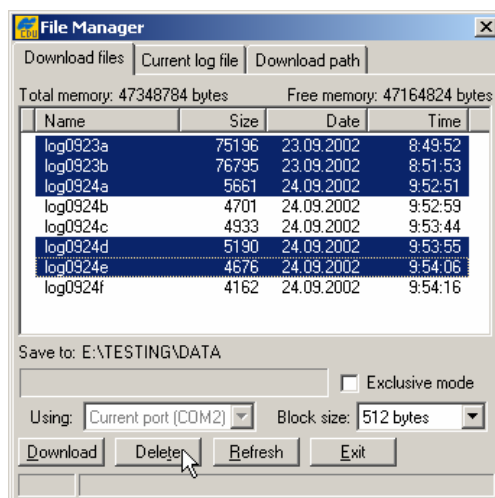 File Manager
Download files Current log file Download path
Total memory: 47348784 bytes Free memory: 47164824 bytes
Name Size Date Time
log0923a 75196 23.09.2002 8:49:52
log0923b 76795 23.09.2002 8:51:53
log0924a 5661 24.09.2002 9:52:51
log0924b 4701 24.09.2002 9:52:59
log0924c 4933 24.09.2002 9:53:44
log0924d 5190 24.09.2002 9:53:55
log0924e 4676 24.09.2002 9:54:06
log0924f 4162 24.09.2002 9:54:16
Save to: E:\TESTING\DATA
Exclusive mode
Using: Current port (COM2) Block size: 512 bytes
Download Delete Refresh Exit